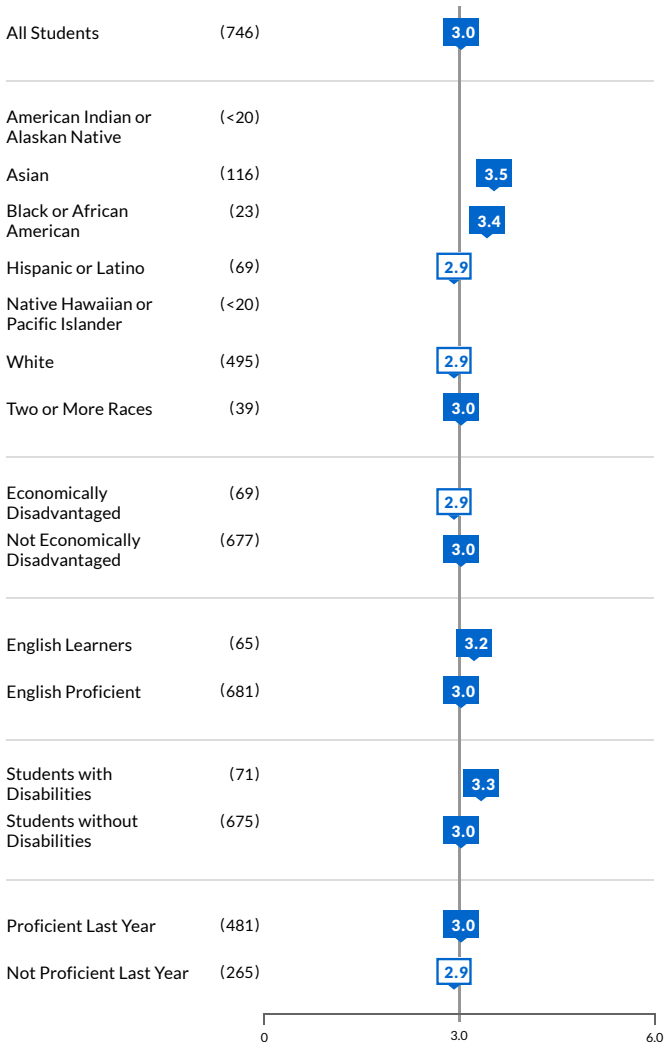 All Students (746) 3.0
American Indian or (<20)
Alaskan Native
Asian (116) 3.5
Black or African (23) 3.4
American
Hispanic or Latino (69) 2.9
Native Hawaiian or (<20)
Pacific Islander
White (495) 2.9
Two or More Races (39) 3.0
Economically (69) 2.9
Disadvantaged
Not Economically (677) 3.0
Disadvantaged
English Learners (65) 3.2
English Proficient (681) 3.0
Students with (71) 3.3
Disabilities
Students without (675) 3.0
Disabilities
Proficient Last Year (481) 3.0
Not Proficient Last Year (265) 2.9
0 3.0 6.0